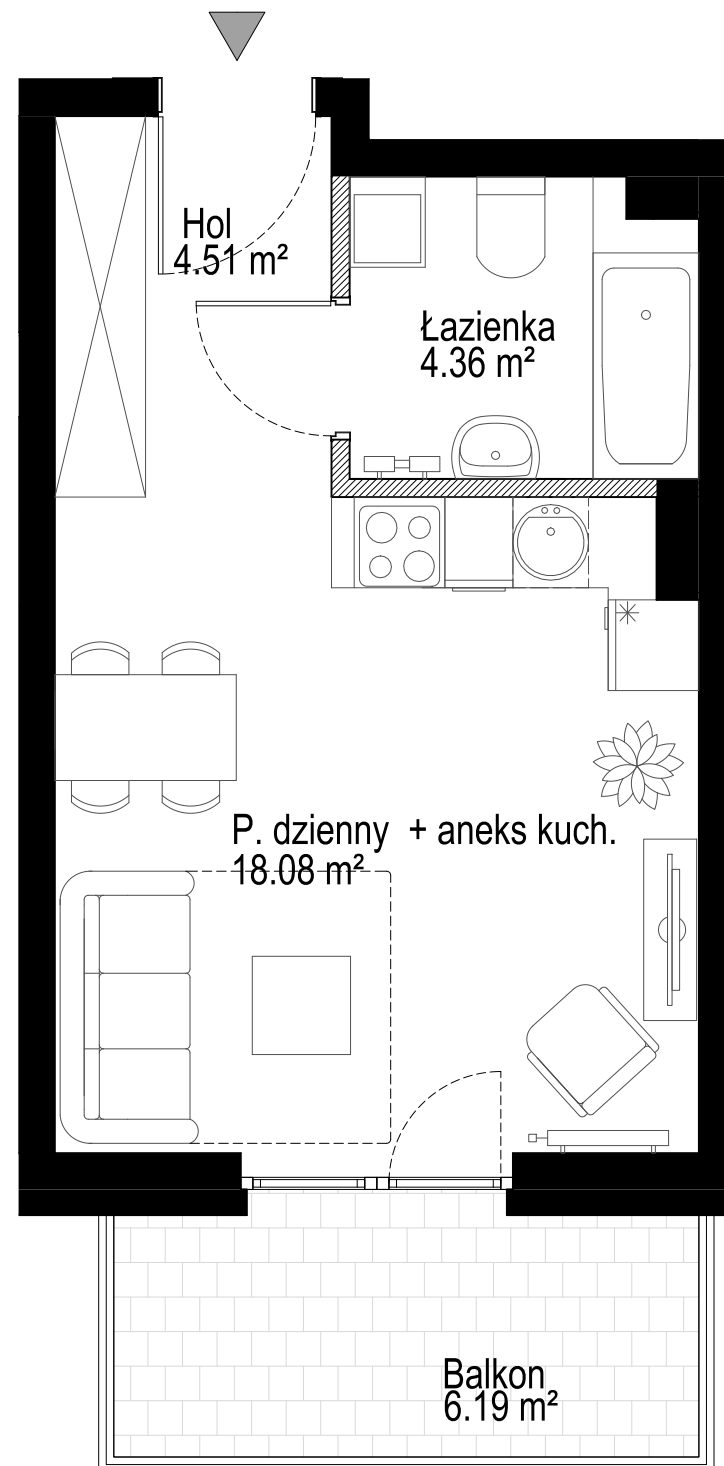 Hol
4.51 m²
Łazienka
4.36 m²
P. dzienny + aneks kuch.
18.08 m²
Balkon
6.19 m²